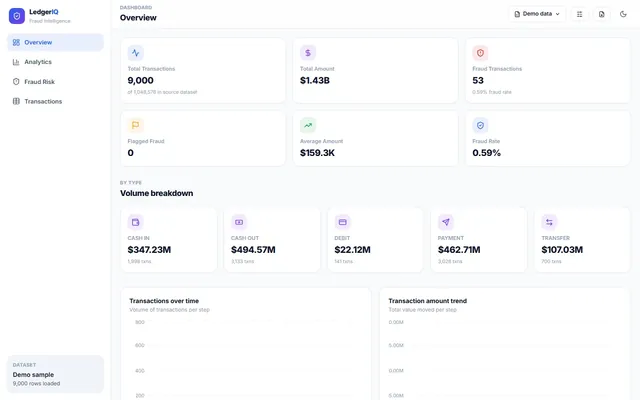 LedgerIQ
Fraud Intelligence
Overview
Analytics
Fraud Risk
Transactions
DATASET
Demo sample
9,000 rows loaded
DASHBOARD
Overview
Demo data
Total Transactions
9,000
of 1,048,575 in source dataset
Total Amount
$1.43B
Fraud Transactions
53
0.59% fraud rate
Flagged Fraud
0
Average Amount
$159.3K
Fraud Rate
0.59%
BY TYPE
Volume breakdown
CASH IN
$347.23M
1,998 txns
CASH OUT
$494.57M
3,133 txns
DEBIT
$22.12M
141 txns
PAYMENT
$462.71M
3,028 txns
TRANSFER
$107.03M
700 txns
Transactions over time
Volume of transactions per step
800
600
400
200
Transaction amount trend
Total value moved per step
0.00M
5.00M
0.00M
0.00M